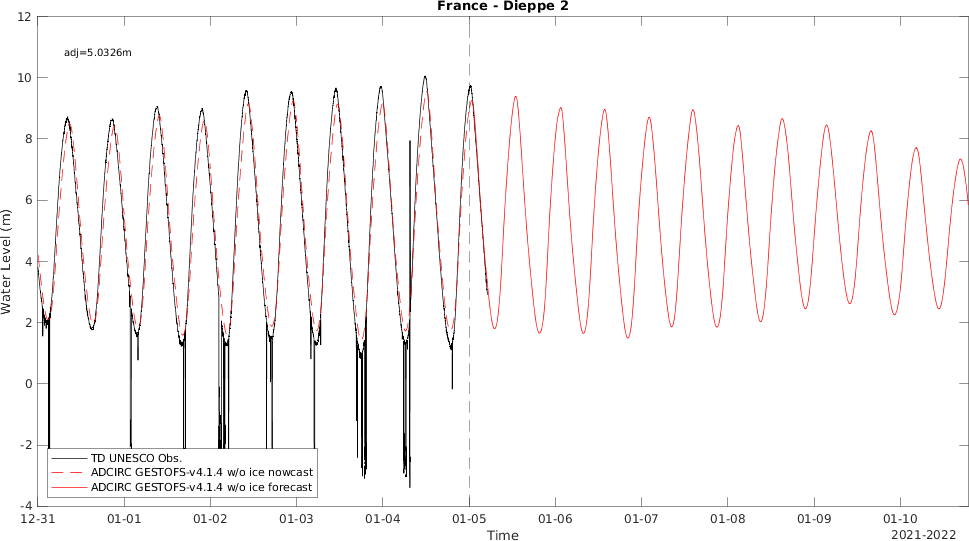 France - Dieppe 2
adj=5.0326m
Water Level (m)
12
10
8
6
4
2
0
-2
-4
TD UNESCO Obs.
ADCIRC GESTOFS-v4.1.4 w/o ice nowcast
ADCIRC GESTOFS-v4.1.4 w/o ice forecast
12-31 01-01 01-02 01-03 01-04 01-05 01-06 01-07 01-08 01-09 01-10
Time
2021-2022